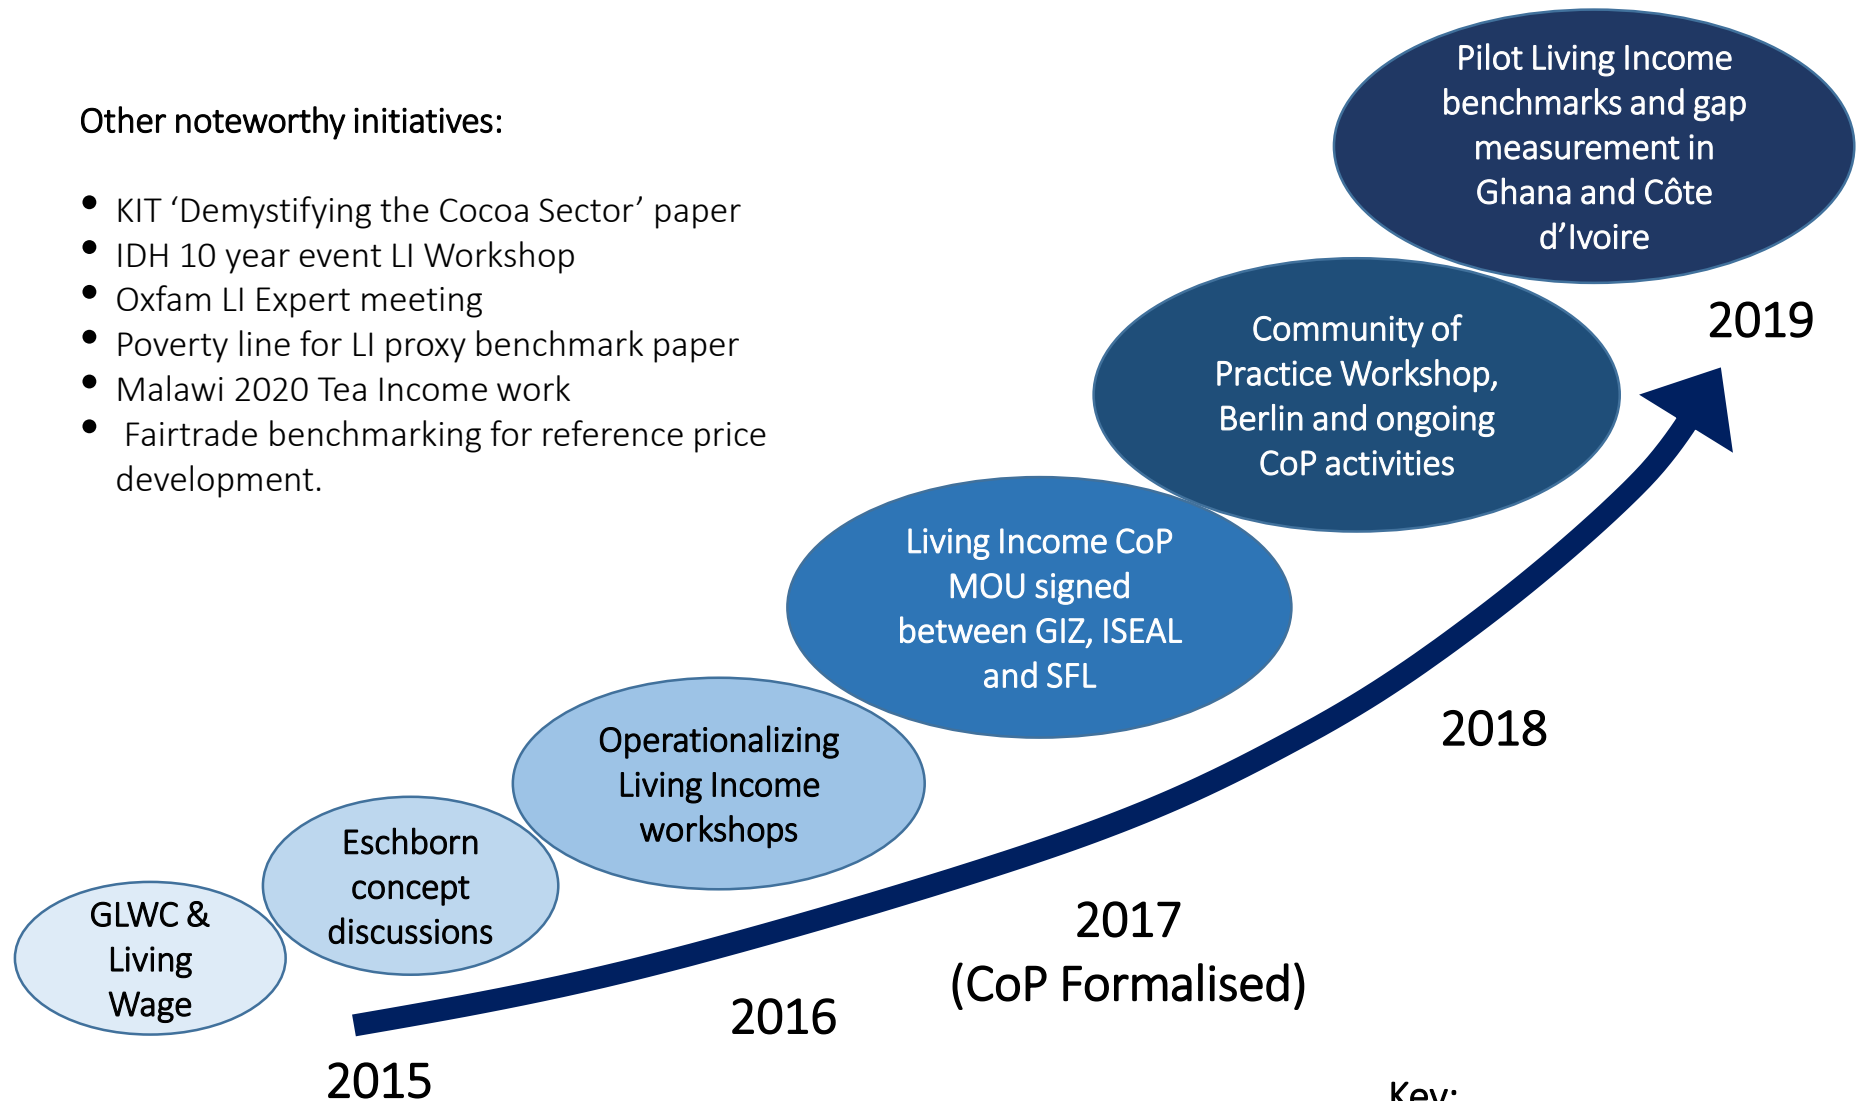 Other noteworthy initiatives:
• KIT ‘Demystifying the Cocoa Sector’ paper
• IDH 10 year event LI Workshop
• Oxfam LI Expert meeting
• Poverty line for LI proxy benchmark paper
• Malawi 2020 Tea Income work
• Fairtrade benchmarking for reference price
development.
GLWC &
Living
Wage
Eschborn
concept
discussions
Operationalizing
Living Income
workshops
Living Income CoP
MOU signed
between GIZ, ISEAL
and SFL
Community of
Practice Workshop,
Berlin and ongoing
CoP activities
Pilot Living Income
benchmarks and gap
measurement in
Ghana and Côte
d’Ivoire
2015
2016
2017
(CoP Formalised)
2018
2019
Key: